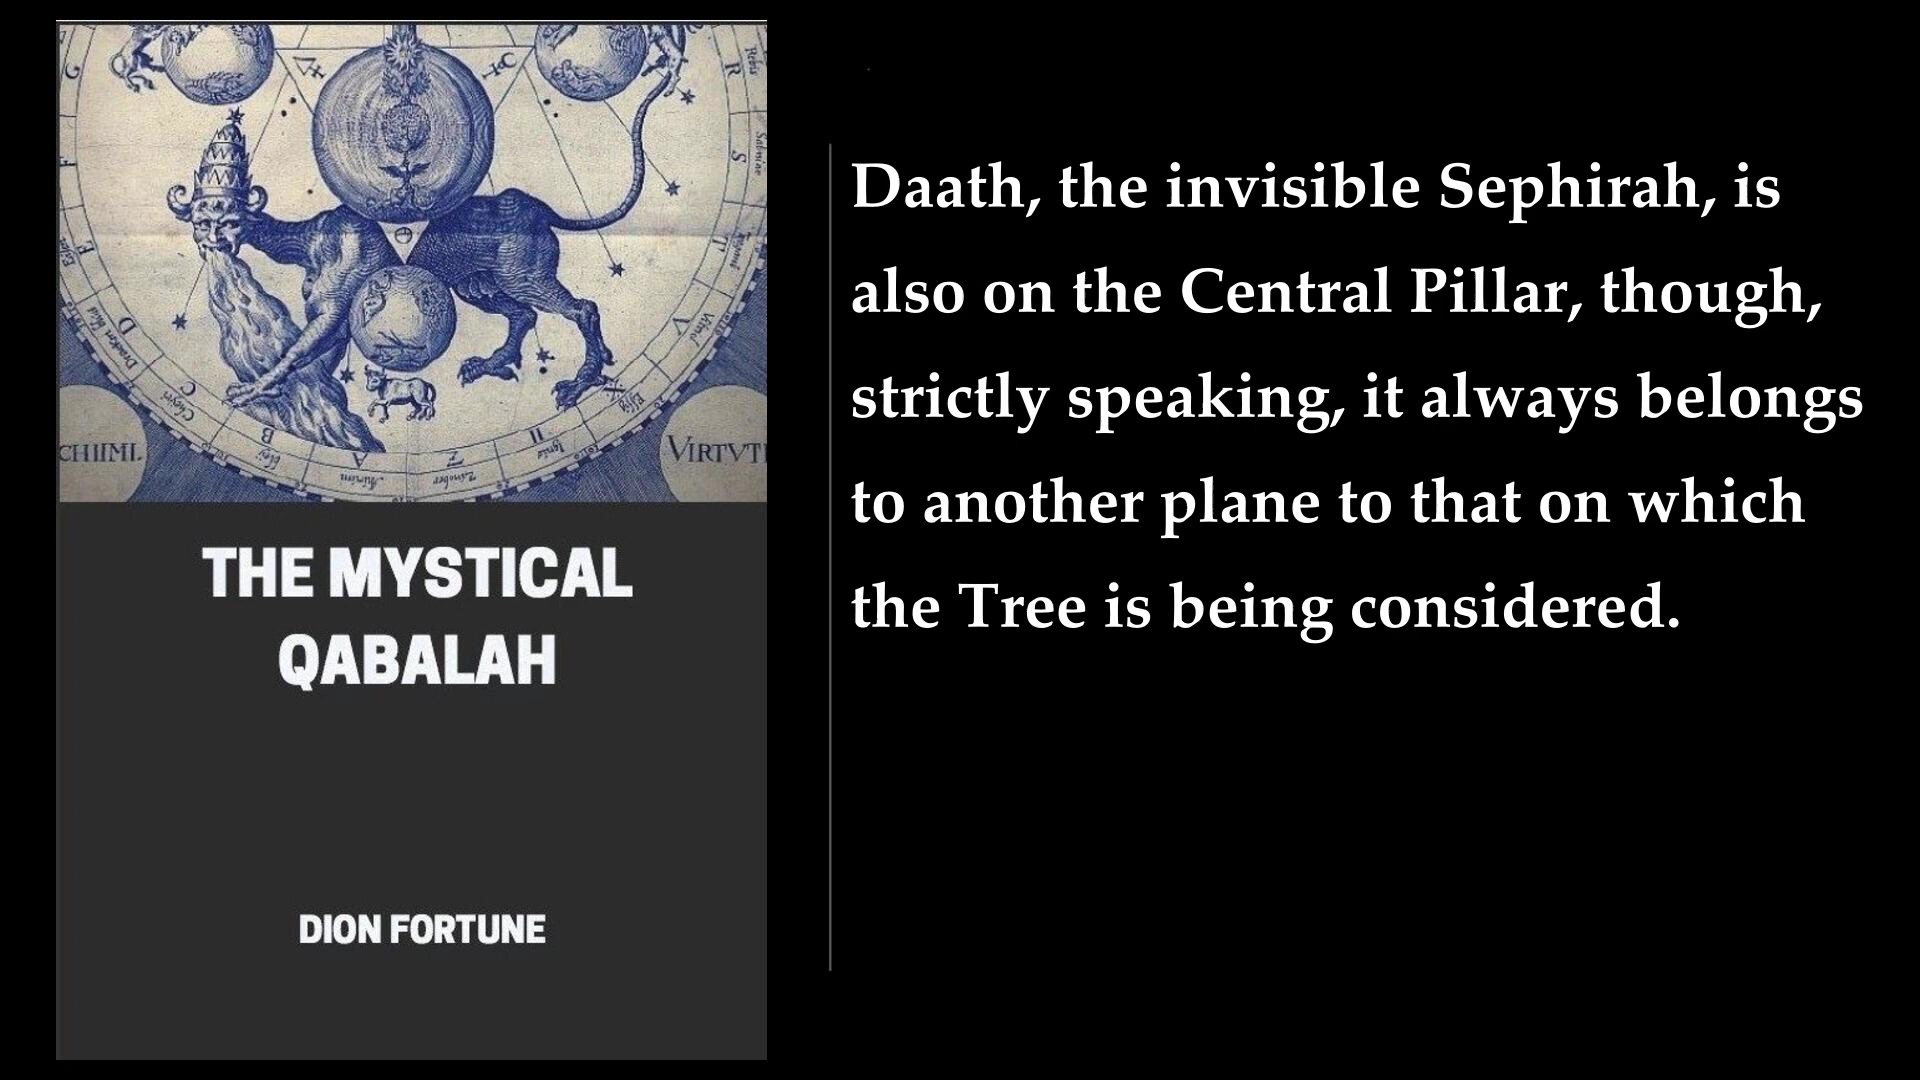 CHIIMI.
VIRTVTI
THE MYSTICAL
QABALAH
DION FORTUNE
Daath, the invisible Sephirah, is
also on the Central Pillar, though,
strictly speaking, it always belongs
to another plane to that on which
the Tree is being considered.